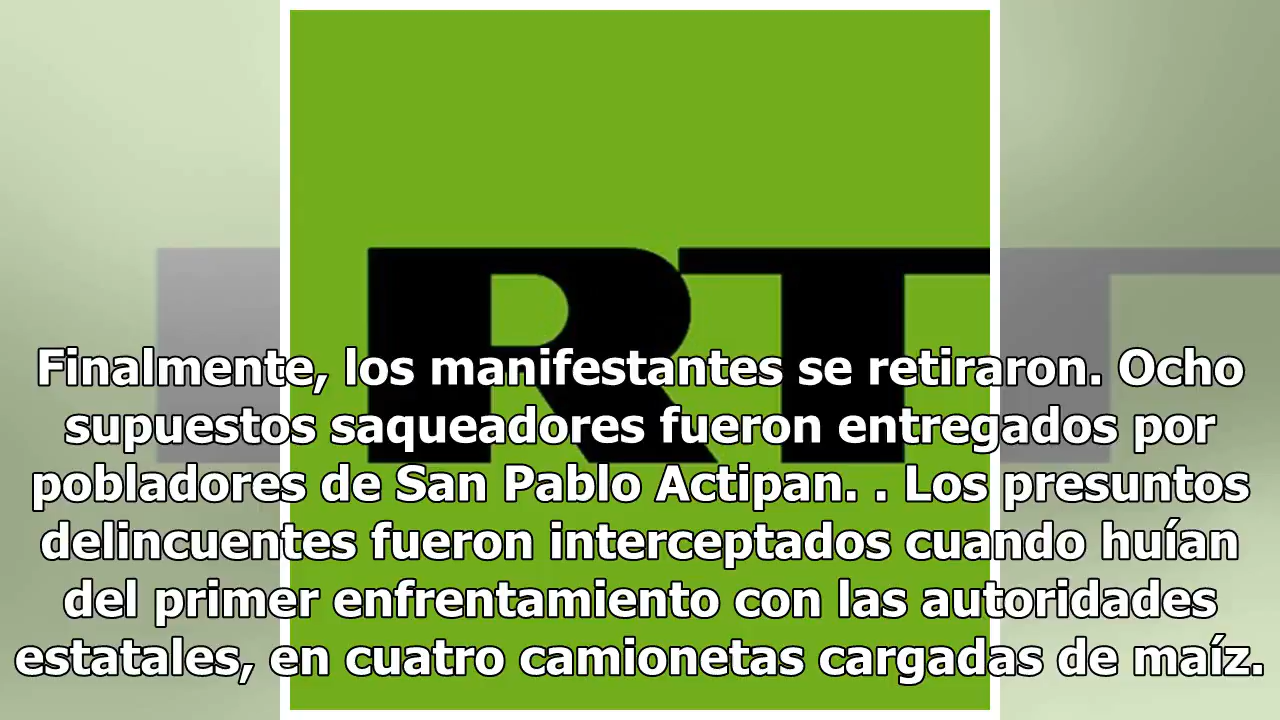 RT
Finalmente, los manifestantes se retiraron. Ocho
supuestos saqueadores fueron entregados por
pobladores de San Pablo Actipan. . Los presuntos
delincuentes fueron interceptados cuando huían
del primer enfrentamiento con las autoridades
estatales, en cuatro camionetas cargadas de maíz.